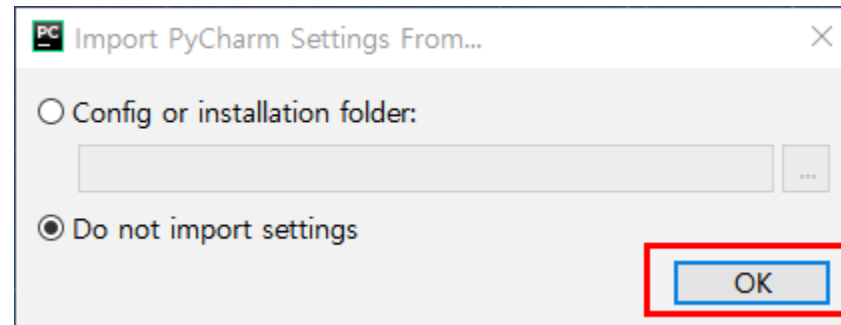 PC Import PyCharm Settings From...
Config or installation folder:
...
Do not import settings
OK